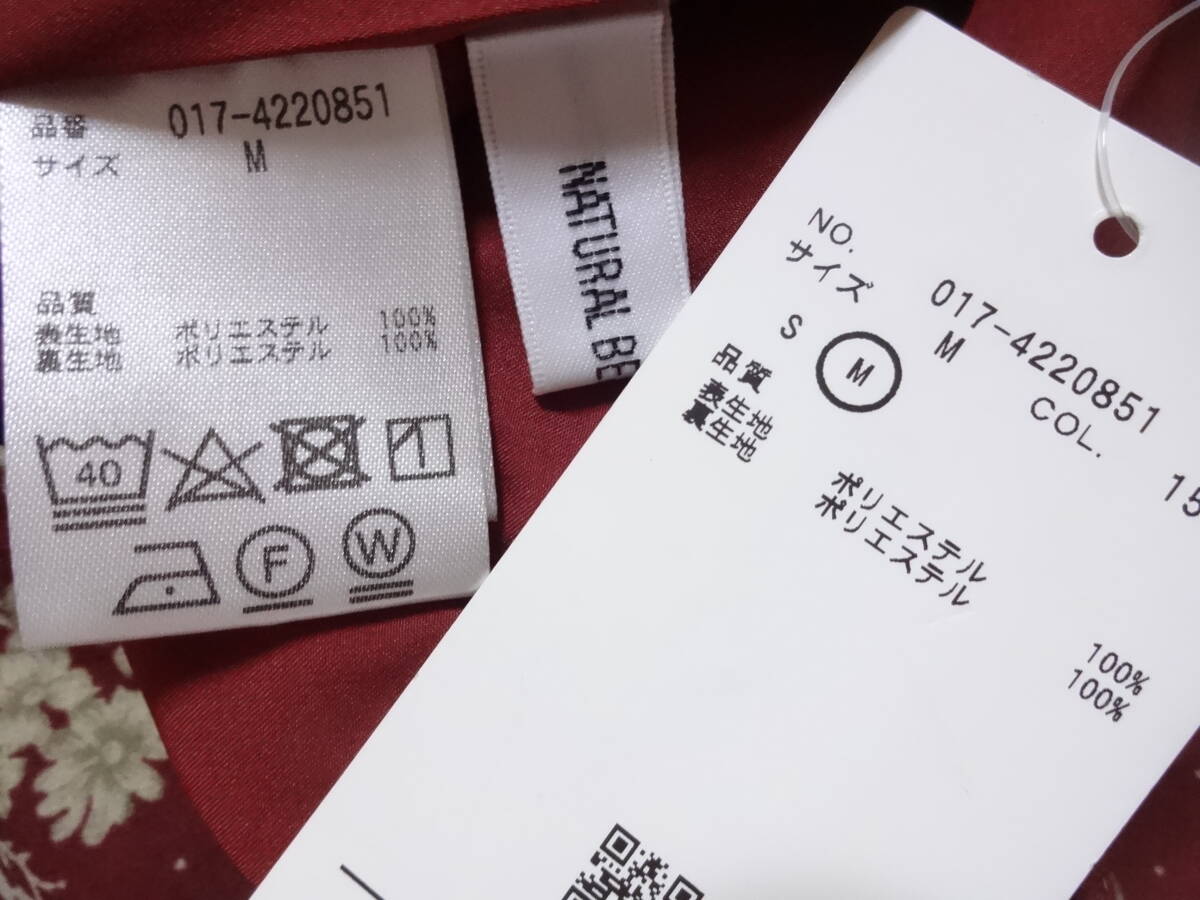 品番 017-4220851
サイズ M
品質
表生地 ポリエステル 100%
裏生地 ポリエステル 100%
40
F
W
NATURAL BE
NO. 017-4220851
サイズ M COL. 15
S M
品質
表生地 ポリエステル 100%
裏生地 ポリエステル 100%